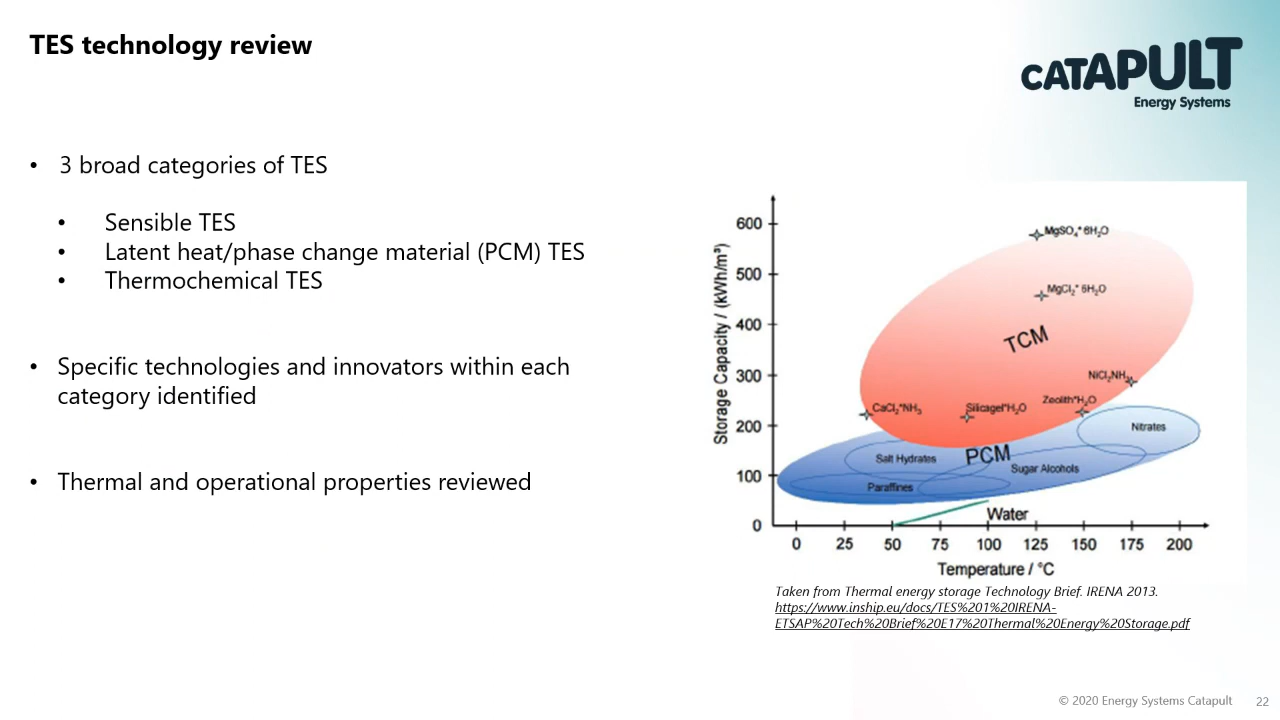 TES technology review
CATAPULT
Energy Systems
• 3 broad categories of TES
• Sensible TES
• Latent heat/phase change material (PCM) TES
• Thermochemical TES
• Specific technologies and innovators within each
category identified
• Thermal and operational properties reviewed
Storage Capacity / (kWh/m³)
600
500
400
300
200
100
0
MgSO₄* 6H₂O
MgCl₂* 6H₂O
TCM
NiCl₂NH₃
CaCl₂*NH₃
Silicagel*H₂O
Zeolith*H₂O
Nitrates
Salt Hydrates
PCM
Sugar Alcohols
Paraffines
Water
0 25 50 75 100 125 150 175 200
Temperature / °C
Taken from Thermal energy storage Technology Brief. IRENA 2013.
https://www.inship.eu/docs/TES%201%20IRENA-
ETSAP%20Tech%20Brief%20E17%20Thermal%20Energy%20Storage.pdf
© 2020 Energy Systems Catapult
22